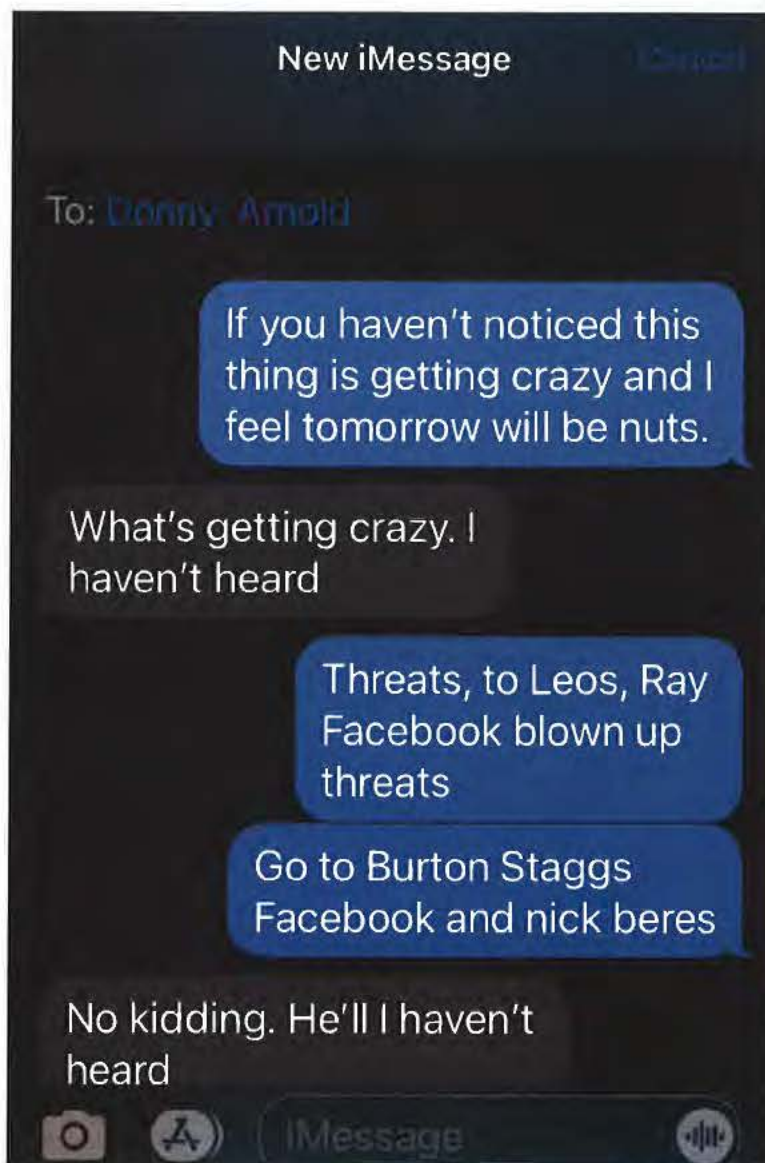 New iMessage Cancel
To: Donny Arnold
If you haven't noticed this
thing is getting crazy and I
feel tomorrow will be nuts.
What's getting crazy. I
haven't heard
Threats, to Leos, Ray
Facebook blown up
threats
Go to Burton Staggs
Facebook and nick beres
No kidding. He'll I haven't
heard
iMessage